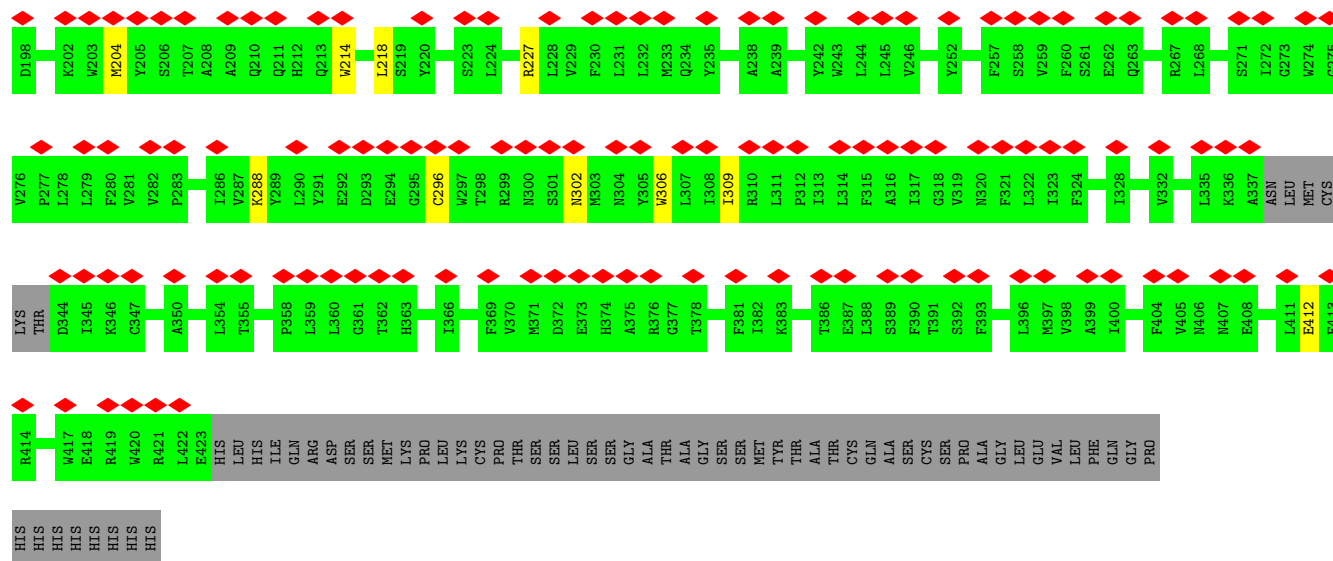 D198 K202 W203 M204 Y205 S206 T207 A208 A209 Q210 Q211 H212 Q213 W214 L218 S219 Y220 S223 L224 R227 L228 V229 F230 L231 L232 M233 Q234 Y235 A238 A239 Y242 W243 L244 L245 V246 Y252 F257 S258 V259 F260 S261 E262 Q263 R267 L268 S271 I272 G273 W274 G275
V276 P277 L278 L279 F280 V281 V282 P283 I286 V287 K288 Y289 L290 Y291 E292 D293 E294 G295 C296 W297 T298 R299 N300 S301 N302 M303 N304 Y305 W306 L307 I308 I309 R310 L311 P312 I313 L314 F315 A316 I317 G318 V319 N320 F321 L322 I323 F324 I328 V332 L335 K336 A337 ASN LEU MET CYS
LYS THR D344 I345 K346 C347 A350 L354 T355 P358 L359 L360 G361 T362 H363 I366 F369 V370 M371 D372 E373 H374 A375 R376 G377 T378 F381 I382 K383 T386 E387 L388 S389 F390 T391 S392 F393 L396 M397 V398 A399 I400 F404 V405 N406 N407 E408 L411 E412 F413
R414 W417 E418 R419 W420 R421 L422 E423 HIS LEU HIS ILE GLN ARG ASP SER SER MET LYS PRO LEU LYS CYS PRO THR SER SER LEU SER SER GLY ALA THR ALA GLY SER SER MET TYR THR ALA THR CYS GLN ALA SER CYS SER PRO ALA GLY LEU GLU VAL LEU PHE GLN GLY PRO
HIS HIS HIS HIS HIS HIS HIS HIS